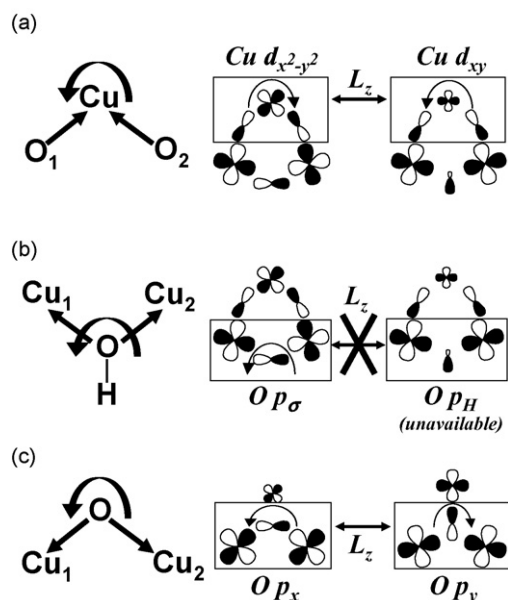 (a)
Cu
O1
O2
Cu dx2-y2
Lz
Cu dxy
(b)
Cu1
Cu2
O
H
Lz
O pσ
O pH
(unavailable)
(c)
O
Cu1
Cu2
Lz
O px
O py